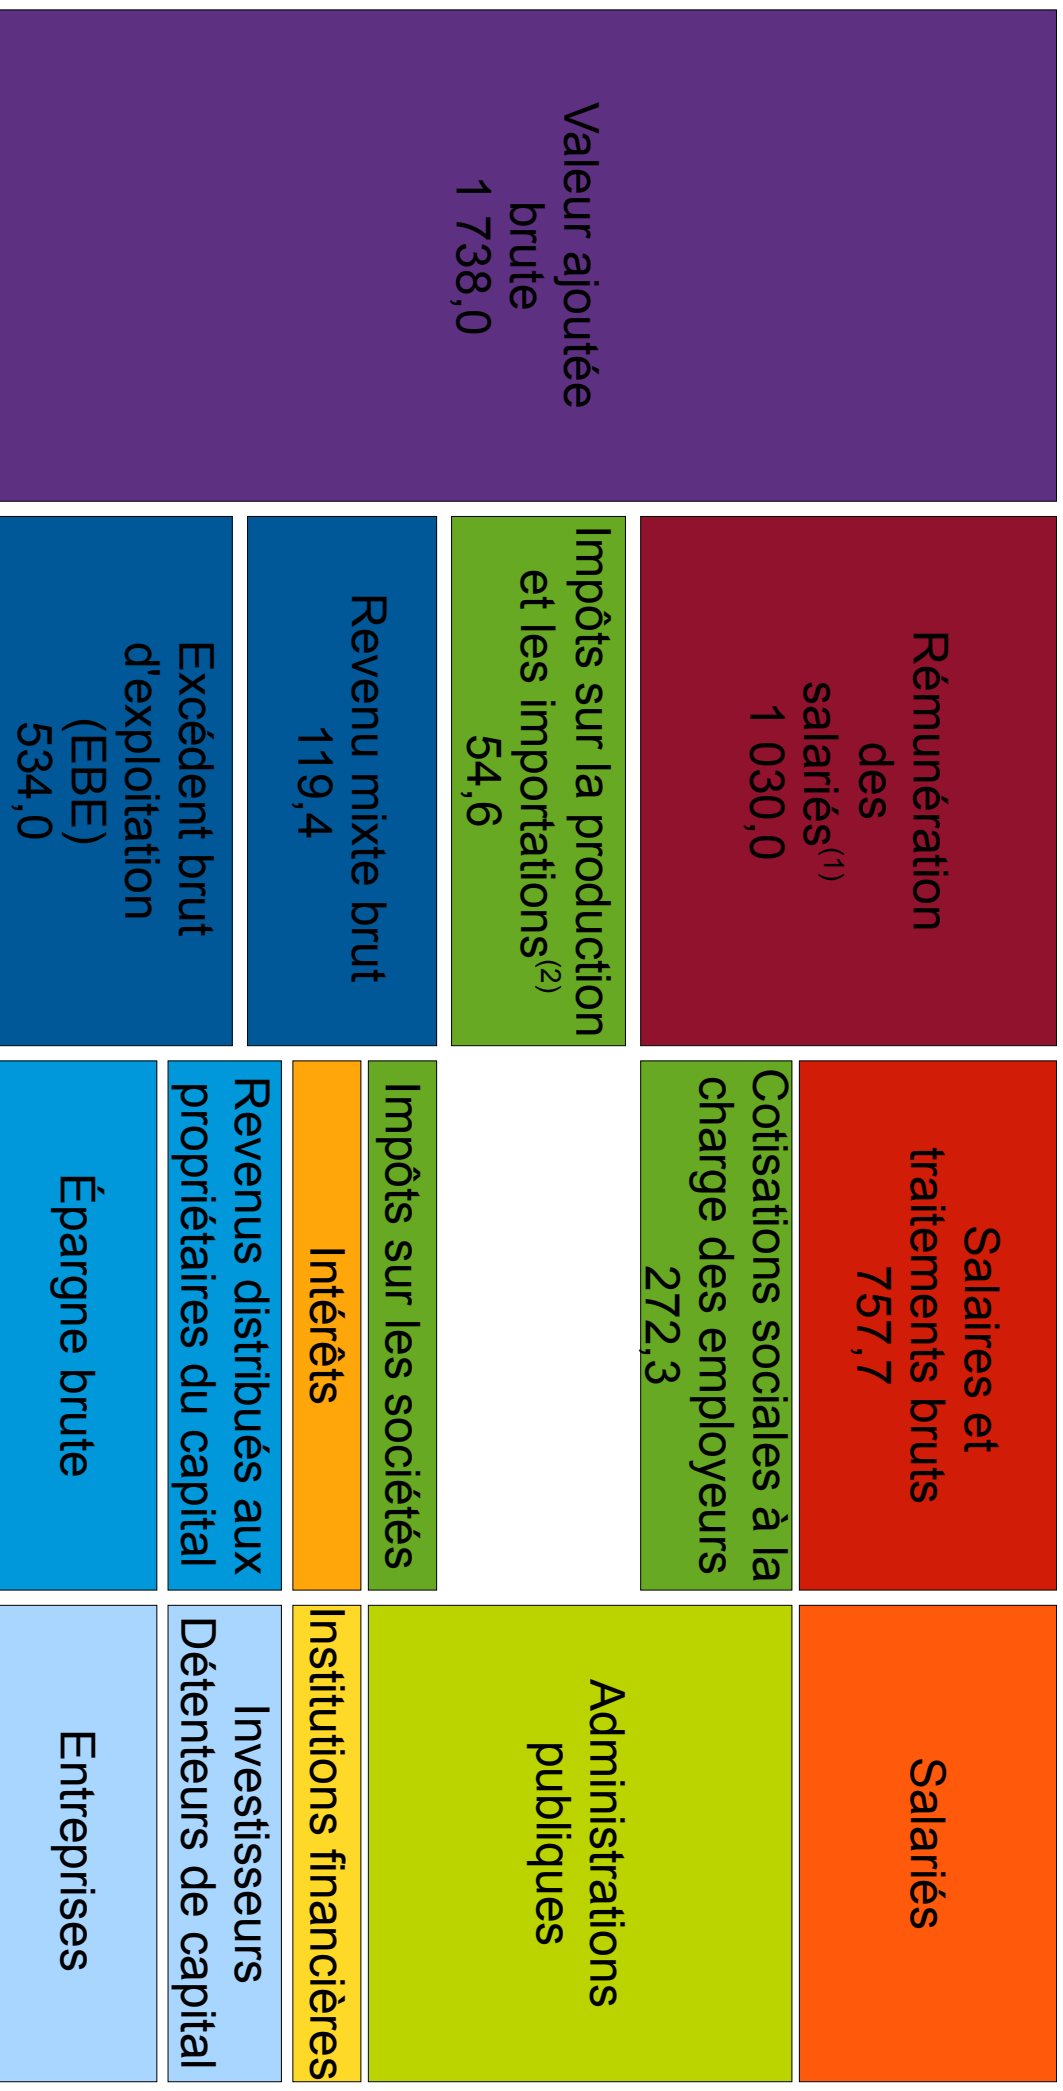 Valeur ajoutée
brute
1 738,0
Rémunération
des
salariés(1)
1 030,0
Impôts sur la production
et les importations(2)
54,6
Revenu mixte brut
119,4
Excédent brut
d'exploitation
(EBE)
534,0
Salaires et
traitements bruts
757,7
Cotisations sociales à la
charge des employeurs
272,3
Impôts sur les sociétés
Intérêts
Revenus distribués aux
propriétaires du capital
Épargne brute
Salariés
Administrations
publiques
Institutions financières
Investisseurs
Détenteurs de capital
Entreprises